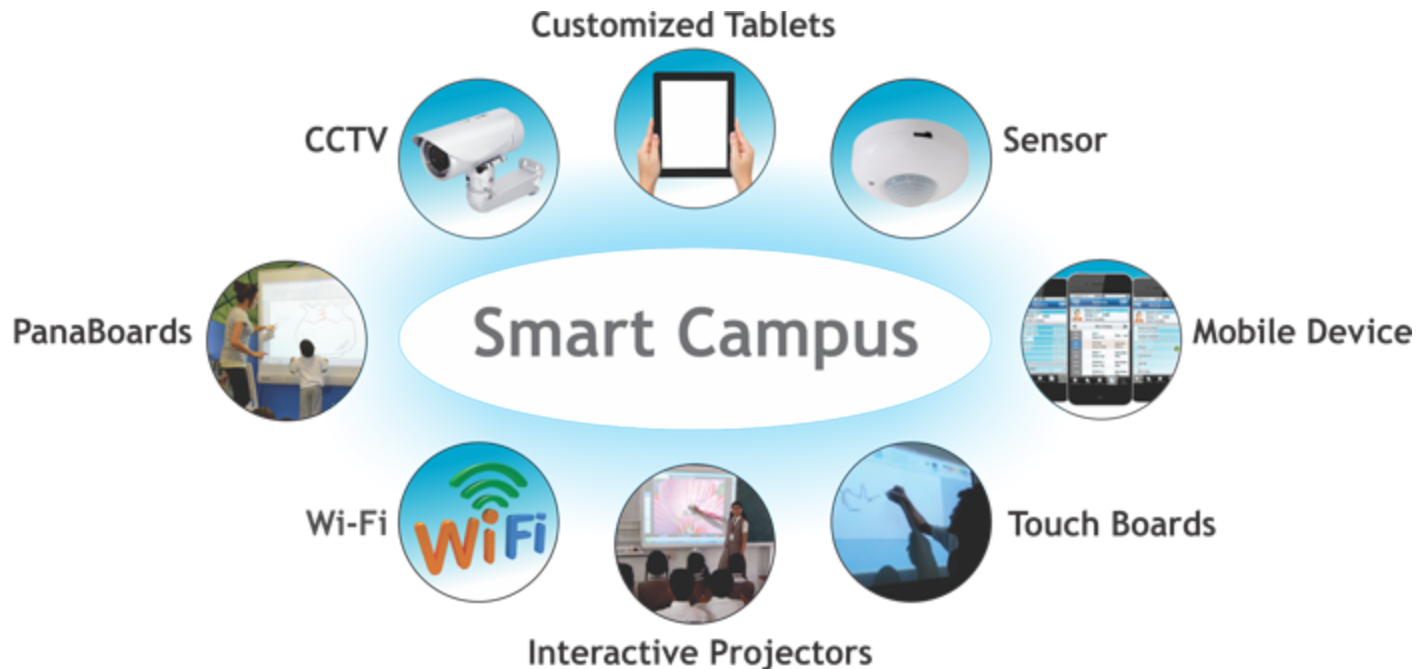 Customized Tablets
CCTV
Sensor
PanaBoards
Smart Campus
Mobile Device
Wi-Fi
WiFi
Touch Boards
Interactive Projectors